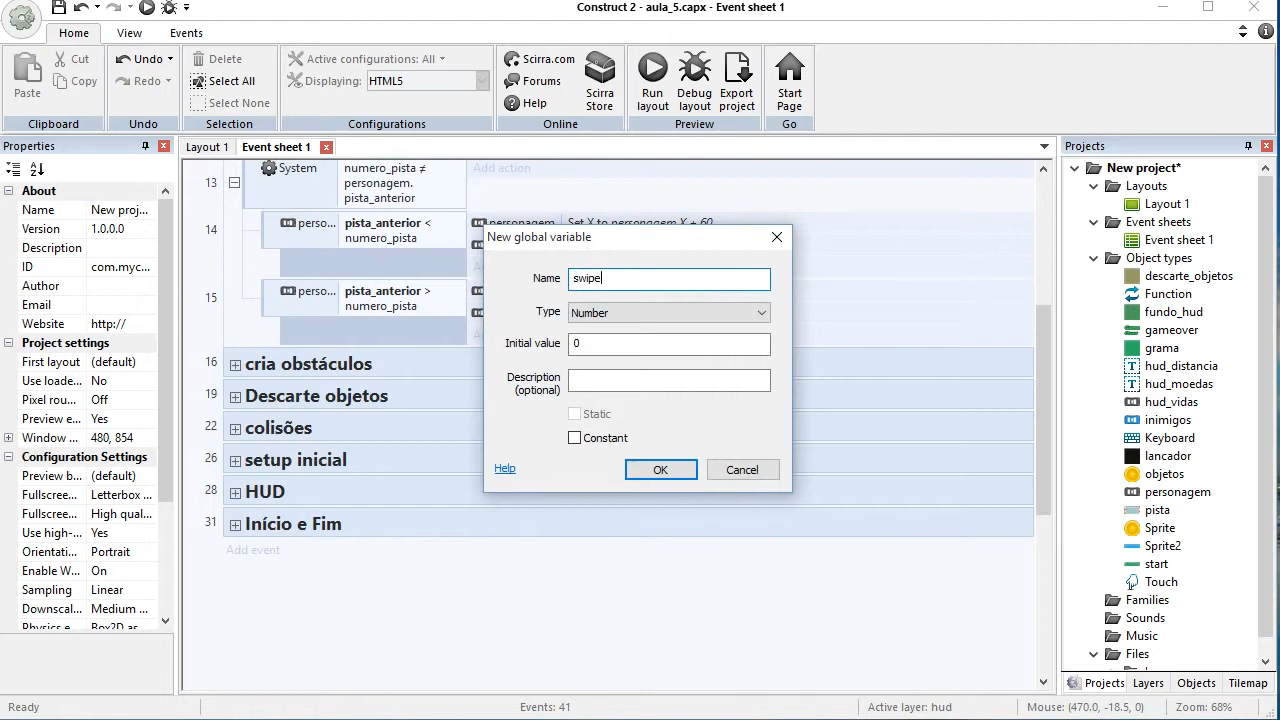 Construct 2 - aula_5.capx - Event sheet 1
Home
View
Events
Paste
Cut
Copy
Clipboard
Undo
Redo
Undo
Delete
Select All
Select None
Selection
Active configurations: All
Displaying: HTML5
Configurations
Scirra.com
Forums
Help
Scirra Store
Online
Run layout
Debug layout
Export project
Preview
Start Page
Go
Properties
About
Name New proj...
Version 1.0.0.0
Description
ID com.myc...
Author
Email
Website http://
Project settings
First layout (default)
Use loade... No
Pixel rou... Off
Preview e... Yes
Window ... 480, 854
Configuration Settings
Preview b... (default)
Fullscree... Letterbox
Fullscree... High qual...
Use high-... Yes
Orientati... Portrait
Enable W... On
Sampling Linear
Downscal... Medium
Physics e... Box2D as
Layout 1
Event sheet 1
13
System
numero_pista ≠
personagem.
pista_anterior
Add action
14
perso...
pista_anterior <
numero_pista
personagem
Set X to personagem.X + 60
15
perso...
pista_anterior >
numero_pista
16 cria obstáculos
19 Descarte objetos
22 colisões
26 setup inicial
28 HUD
31 Início e Fim
Add event
New global variable
Name swipe
Type Number
Initial value 0
Description
(optional)
Static
Constant
Help
OK
Cancel
Projects
New project*
Layouts
Layout 1
Event sheets
Event sheet 1
Object types
descarte_objetos
Function
fundo_hud
gameover
grama
hud_distancia
hud_moedas
hud_vidas
inimigos
Keyboard
lancador
objetos
personagem
pista
Sprite
Sprite2
start
Touch
Families
Sounds
Music
Files
Projects
Layers
Objects
Tilemap
Ready
Events: 41
Active layer: hud
Mouse: (470.0, -18.5, 0)
Zoom: 68%